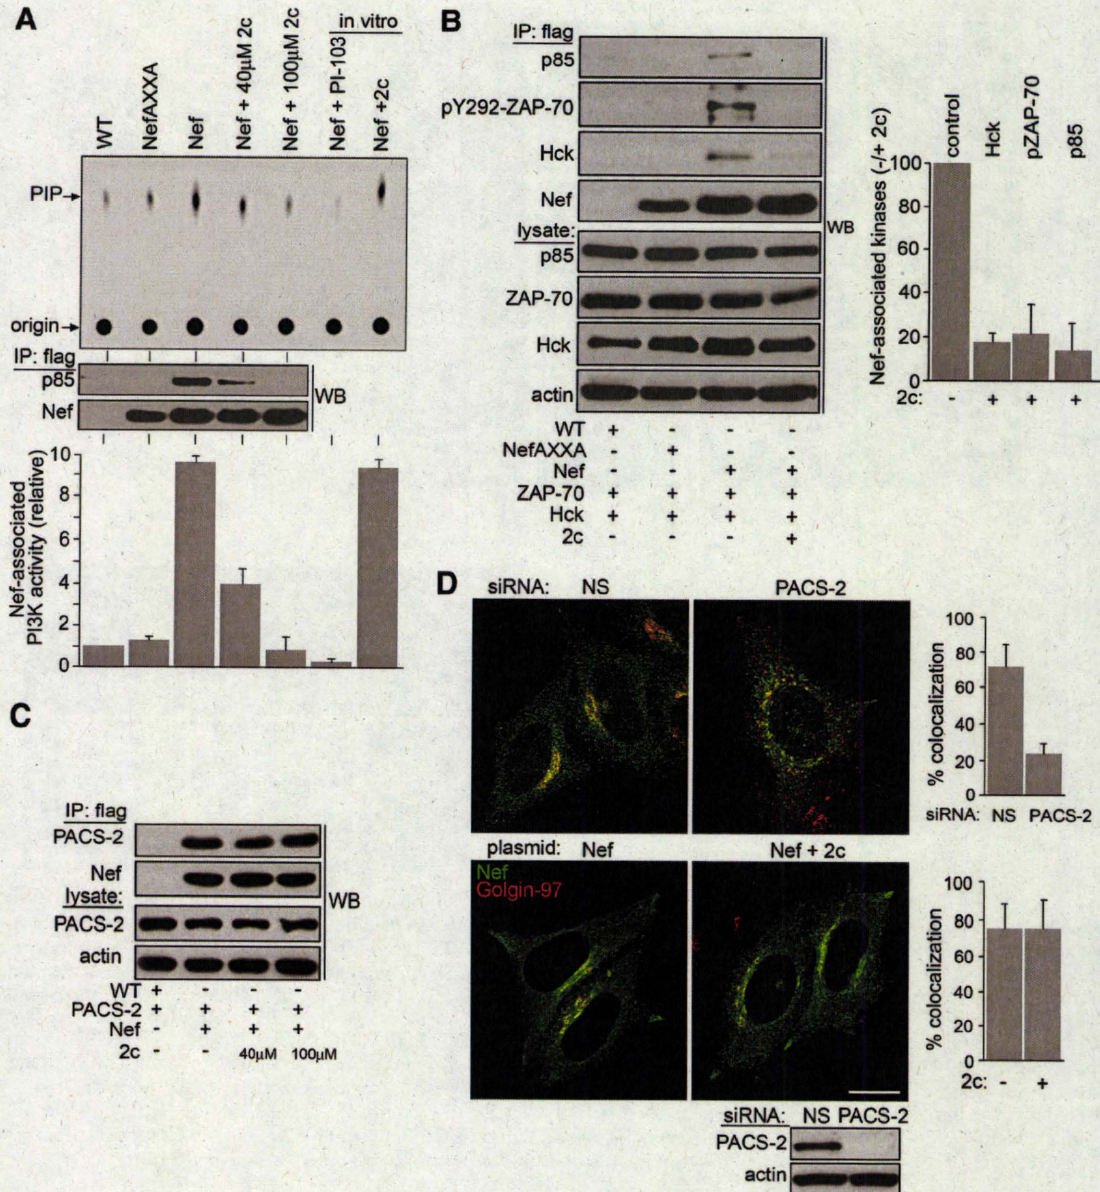 A
in vitro
WT
NefAXXA
Nef
Nef + 40µM 2c
Nef + 100µM 2c
Nef + PI-103
Nef +2c
PIP→
origin→
IP: flag
p85
Nef
WB
Nef-associated
PI3K activity (relative)
10
8
6
4
2
0
B
IP: flag
p85
pY292-ZAP-70
Hck
Nef
lysate:
p85
ZAP-70
Hck
actin
WB
WT + - - -
NefAXXA - + - -
Nef - - + +
ZAP-70 + + + +
Hck + + + +
2c - - - +
Nef-associated kinases (-/+ 2c)
control
Hck
pZAP-70
p85
100
80
60
40
20
0
2c: - + + +
C
IP: flag
PACS-2
Nef
lysate:
PACS-2
actin
WB
WT + - - -
PACS-2 + + + +
Nef - + + +
2c - - 40µM 100µM
D
siRNA: NS PACS-2
% colocalization
100
80
60
40
20
0
siRNA: NS PACS-2
plasmid: Nef Nef + 2c
Nef
Golgin-97
% colocalization
100
80
60
40
20
0
2c: - +
siRNA: NS PACS-2
PACS-2
actin